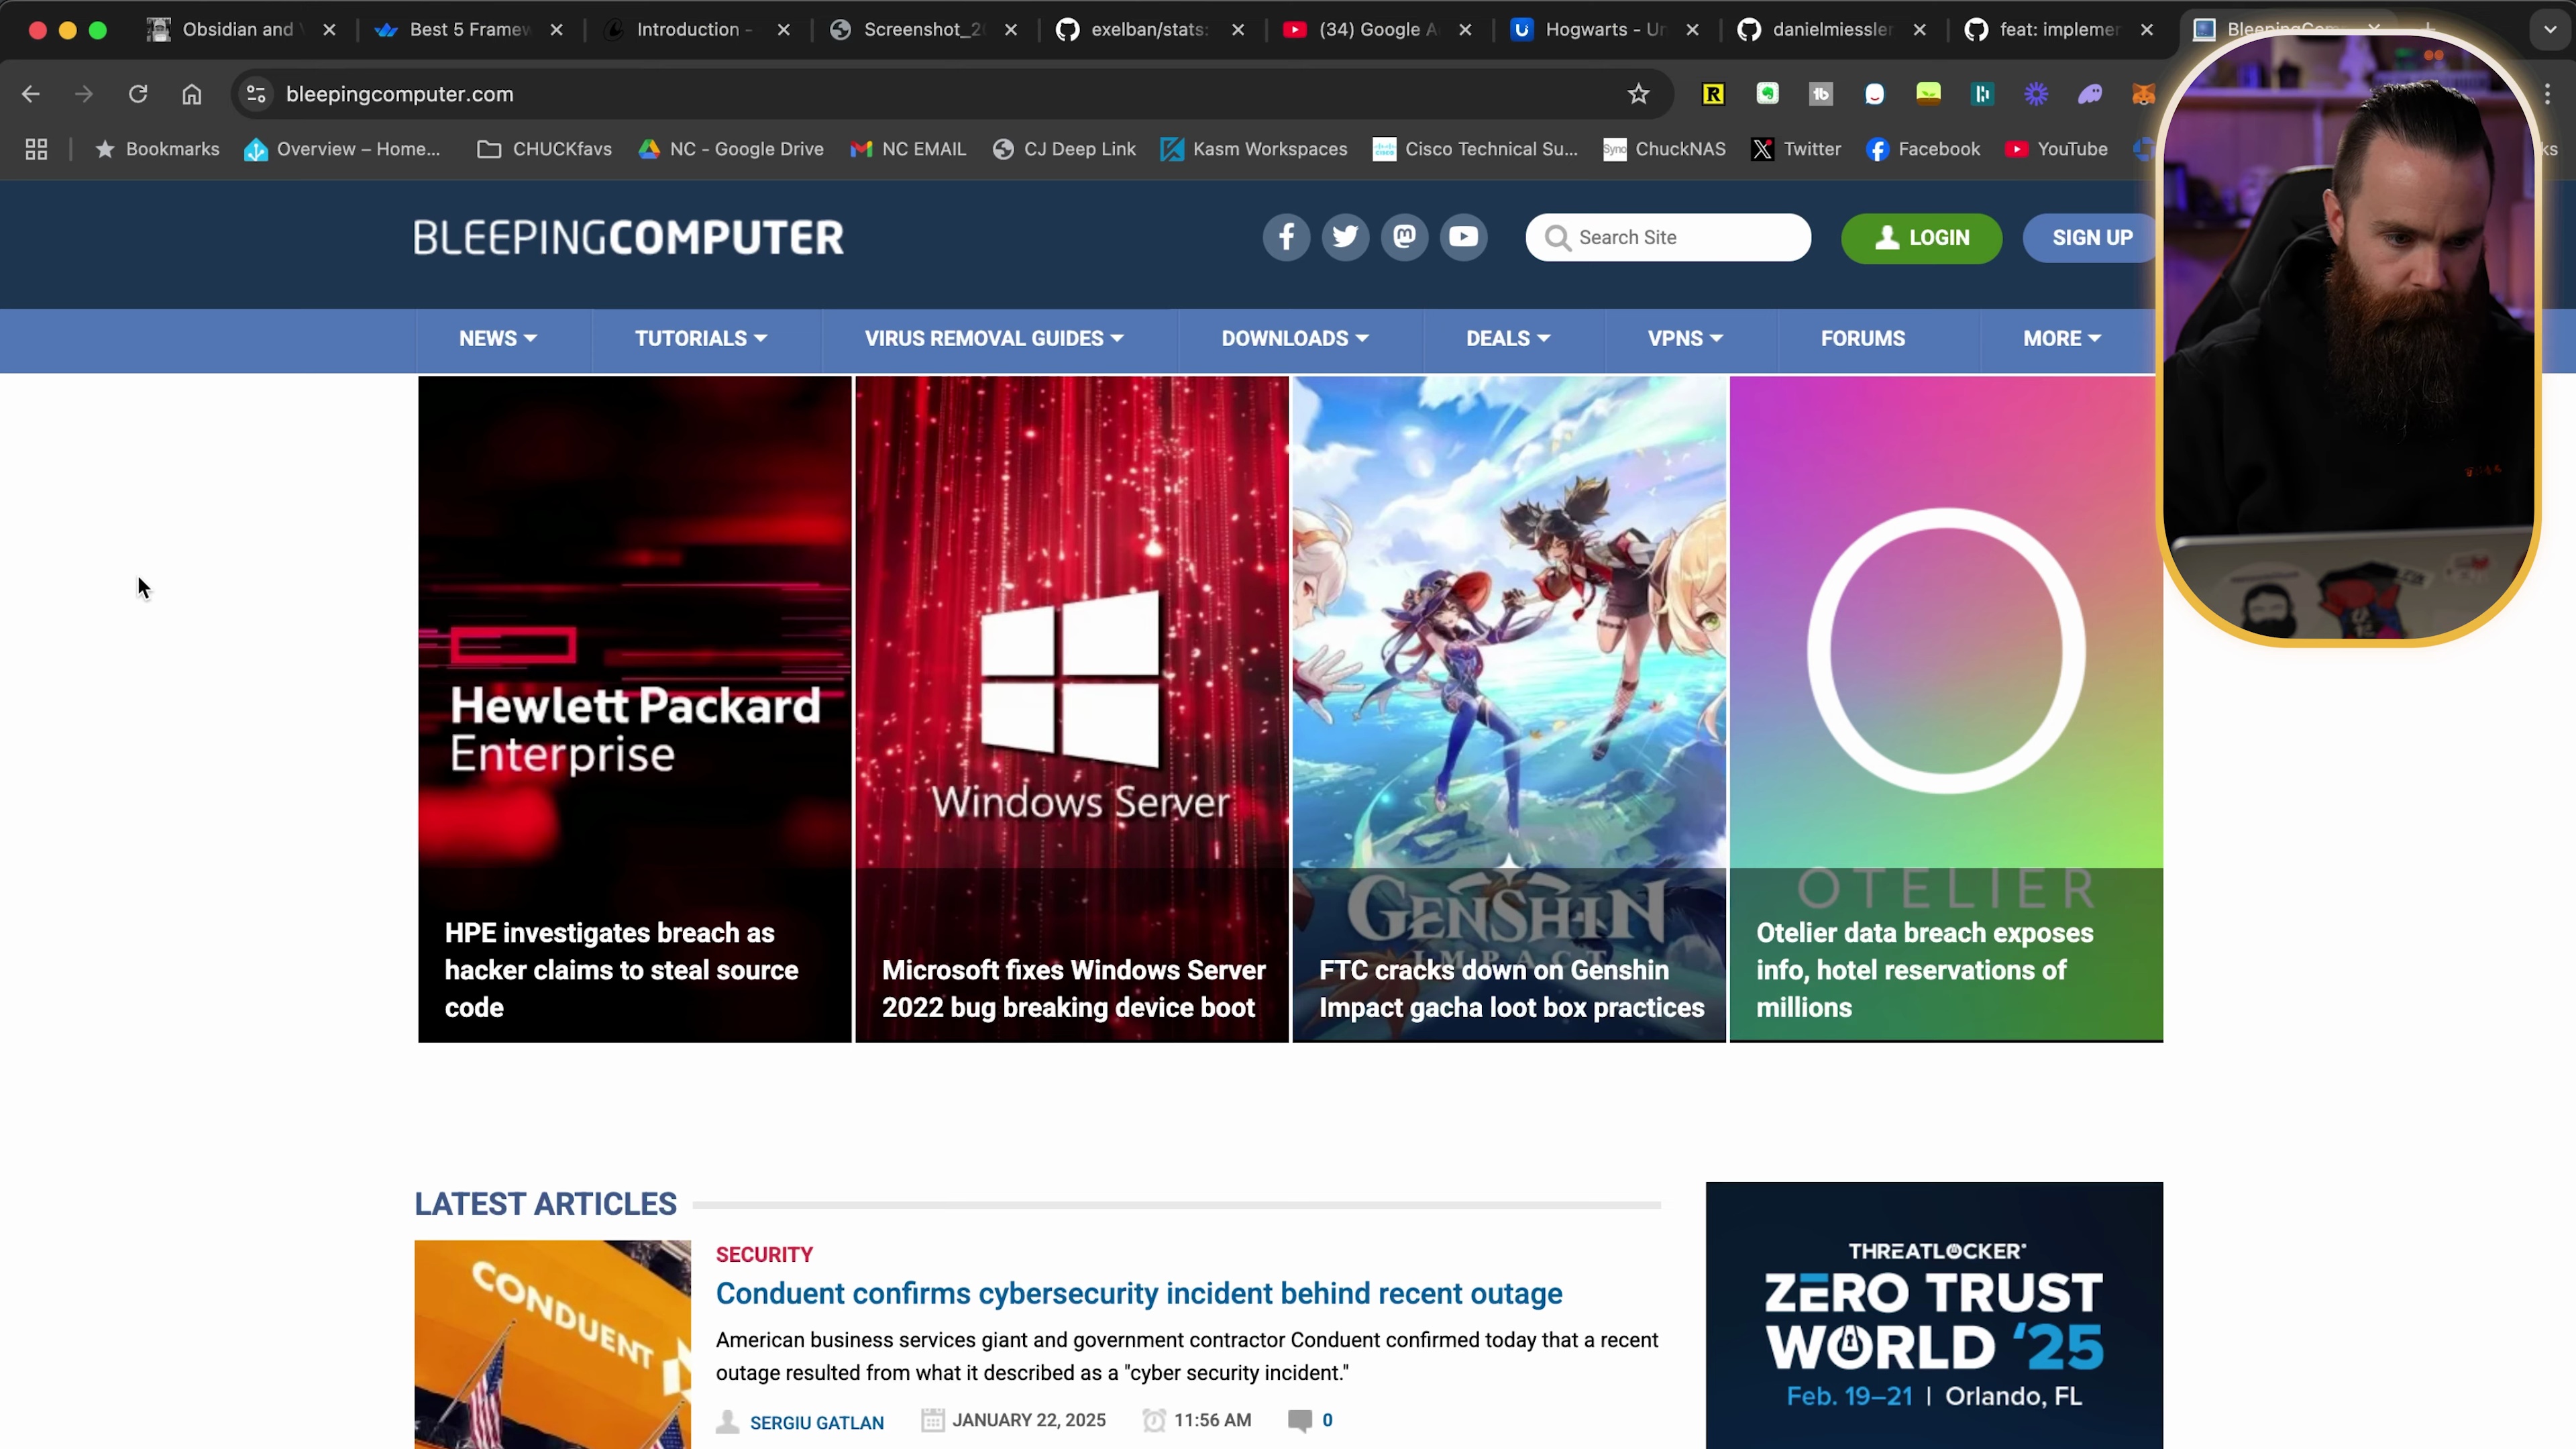 Obsidian and
Best 5 Framew
Introduction -
Screenshot_2
exelban/stats:
(34) Google A
Hogwarts - Un
danielmiessler
feat: implemen
BleepingCom
bleepingcomputer.com
Bookmarks
Overview – Home...
CHUCKfavs
NC - Google Drive
NC EMAIL
CJ Deep Link
Kasm Workspaces
Cisco Technical Su...
ChuckNAS
Twitter
Facebook
YouTube
ks
BLEEPINGCOMPUTER
Search Site
LOGIN
SIGN UP
NEWS
TUTORIALS
VIRUS REMOVAL GUIDES
DOWNLOADS
DEALS
VPNS
FORUMS
MORE
Hewlett Packard
Enterprise
HPE investigates breach as
hacker claims to steal source
code
Windows Server
Microsoft fixes Windows Server
2022 bug breaking device boot
GENSHIN
IMPACT
FTC cracks down on Genshin
Impact gacha loot box practices
OTELIER
Otelier data breach exposes
info, hotel reservations of
millions
LATEST ARTICLES
CONDUENT
SECURITY
Conduent confirms cybersecurity incident behind recent outage
American business services giant and government contractor Conduent confirmed today that a recent
outage resulted from what it described as a "cyber security incident."
SERGIU GATLAN
JANUARY 22, 2025
11:56 AM
0
THREATLOCKER
ZERO TRUST
WORLD '25
Feb. 19–21 | Orlando, FL